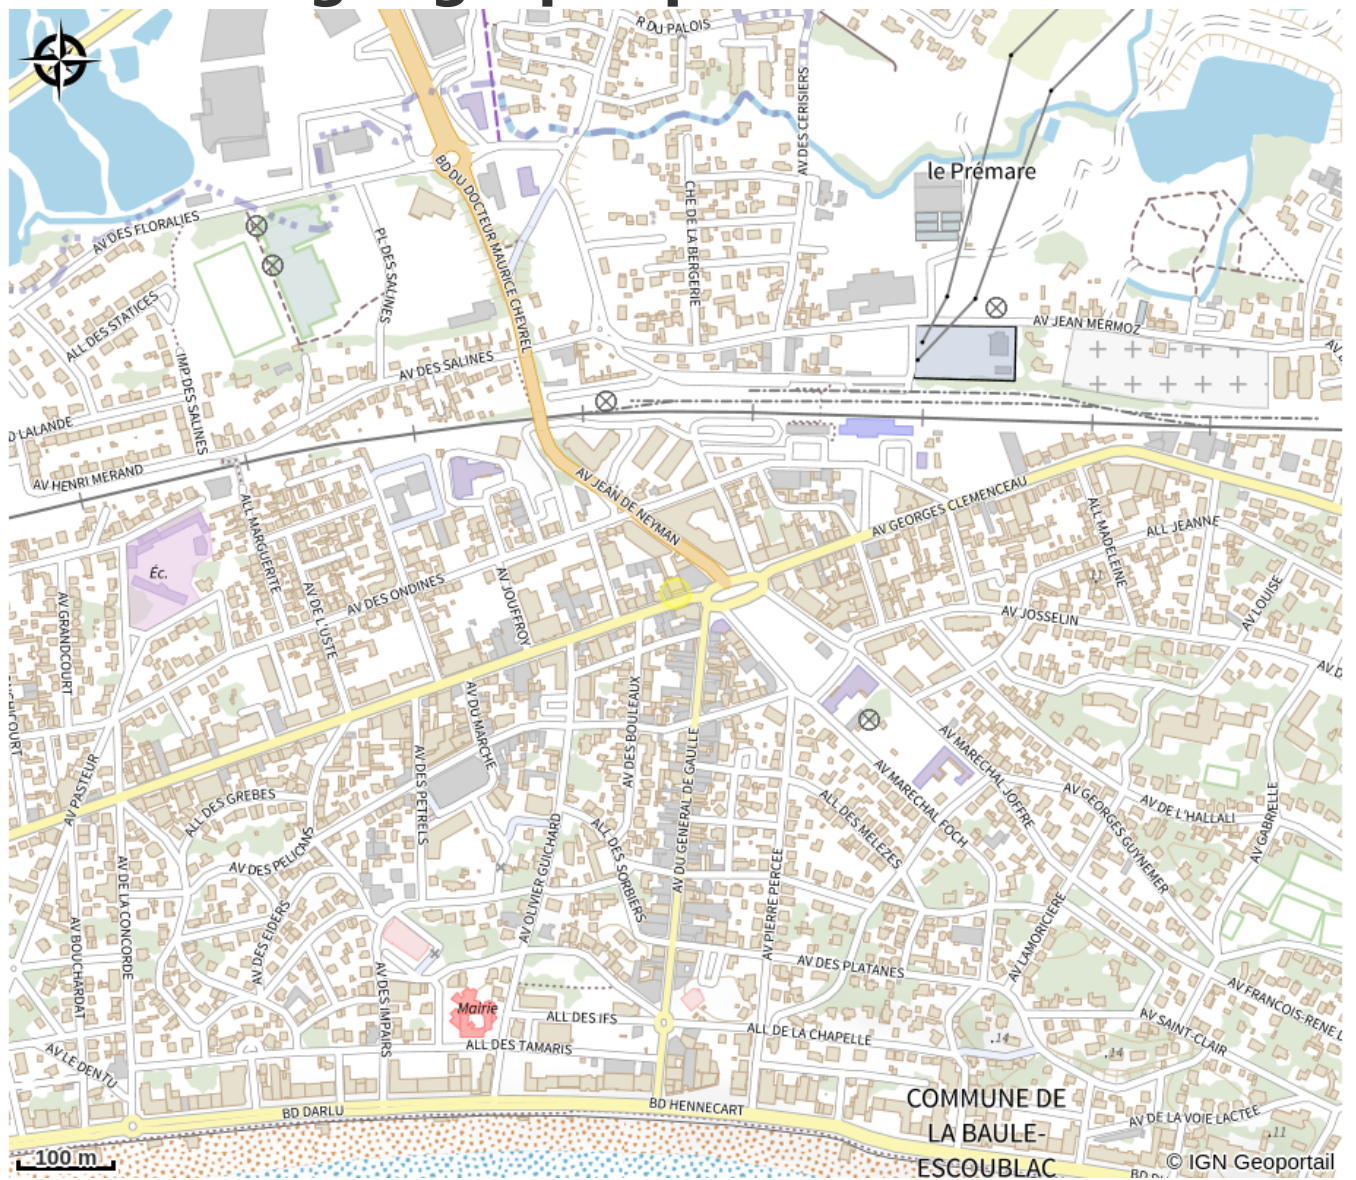 R DU PALOIS
AV DES CERISIERS
le Prémare
BD DU DOCTEUR MAURICE CHEVREL
CHE DE LA BERGERIE
AV DES FLORALIES
PL DES SALINES
ALL DES STATICES
AV JEAN MERMOZ
IMP DES SALINES
AV DES SALINES
D LALANDE
AV HENRI MERAND
AV JEAN DE NEYMAN
AV GEORGES CLEMENCEAU
ALL MARGUERITE
ALL MADELEINE
ALL JEANNE
Éc.
11
AV DES ONDINES
AV JOUFFROY
AV DE L'USTE
AV GRANDCOURT
AV LOUISE
AV JOSSELIN
AV D
AV DES BOULEAUX
AV DU MARCHE
AV DES PETRELS
AV DU GENERAL DE GAULLE
AV PASTEUR
AV MARECHAL JOFFRE
AV MARECHAL FOCH
AV GEORGES GUYNEMER
AV DE L'HALLALI
AV GABRIELLE
ALL DES GREBES
ALL DES MELEZES
AV DES PELICANS
AV OLIVIER GUICHARD
ALL DES SORBIERS
AV PIERRE PERCEE
AV DE LA CONCORDE
AV BOUCHARDAT
AV DES EIDERS
AV LAMORICIERE
AV DES PLATANES
AV DES IMPAIRS
AV FRANCOIS-RENE D
Mairie
ALL DES IFS
ALL DE LA CHAPELLE
AV SAINT-CLAIR
.14
.14
ALL DES TAMARIS
AV LE DENTU
BD DARLU
BD HENNECART
COMMUNE DE
LA BAULE-
ESCOUBLAC
AV DE LA VOIE LACTEE
.11
100 m
© IGN Geoportail